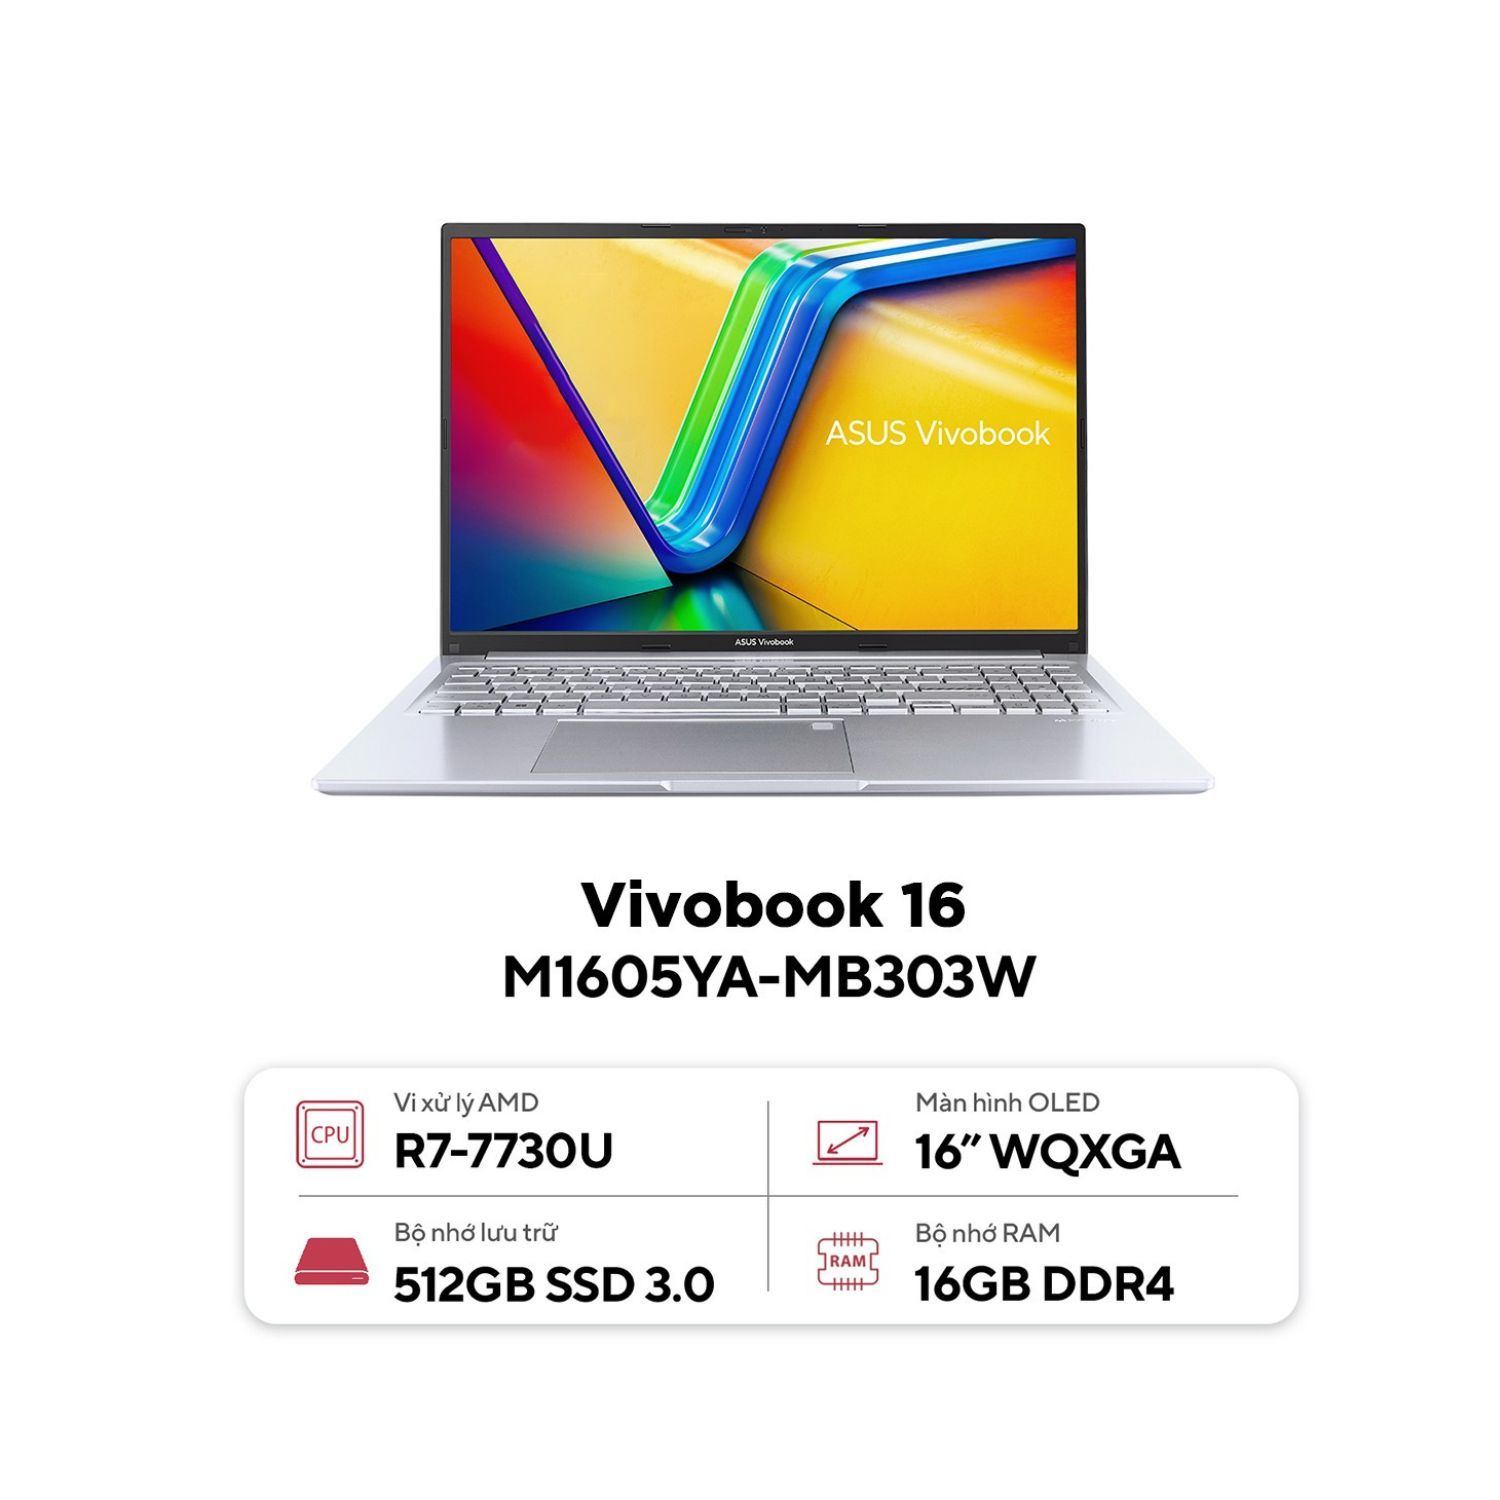 ASUS Vivobook
ASUS Vivobook
Vivobook 16
M1605YA-MB303W
CPU
Vi xử lý AMD
R7-7730U
Màn hình OLED
16” WQXGA
Bộ nhớ lưu trữ
512GB SSD 3.0
RAM
Bộ nhớ RAM
16GB DDR4